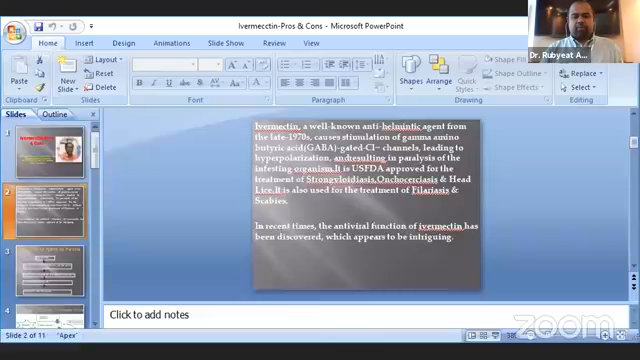 Ivermecctin-Pros & Cons - Microsoft PowerPoint
Home Insert Design Animations Slide Show Review View
Paste
New
Slide
Layout
Reset
Delete
Shapes
Arrange
Quick
Styles
Shape Fill
Shape
Shape Effects
Replace
Select
Clipboard
Slides
Font
Paragraph
Drawing
Editing
Dr. Rubyeat A...
Slides Outline
1
2
3
4
Ivermectin, a well-known anti-helmintic agent from
the late-1970s, causes stimulation of gamma amino
butyric acid(GABA)-gated-Cl− channels, leading to
hyperpolarization, andresulting in paralysis of the
infesting organism.It is USFDA approved for the
treatment of Strongyloidiasis,Onchocerciasis & Head
Lice.It is also used for the treatment of Filariasis &
Scabies.
In recent times, the antiviral function of ivermectin has
been discovered, which appears to be intriguing.
Click to add notes
Slide 2 of 11
"Apex"
zoom